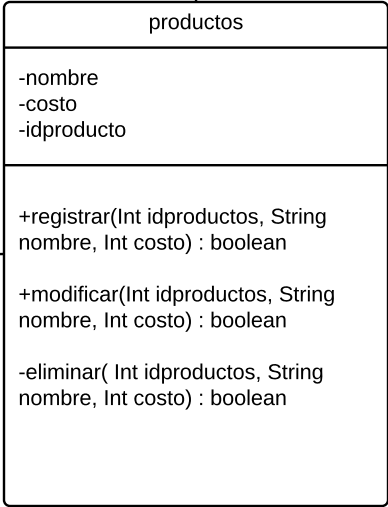 productos
-nombre
-costo
-idproducto
+registrar(Int idproductos, String
nombre, Int costo) : boolean
+modificar(Int idproductos, String
nombre, Int costo) : boolean
-eliminar( Int idproductos, String
nombre, Int costo) : boolean